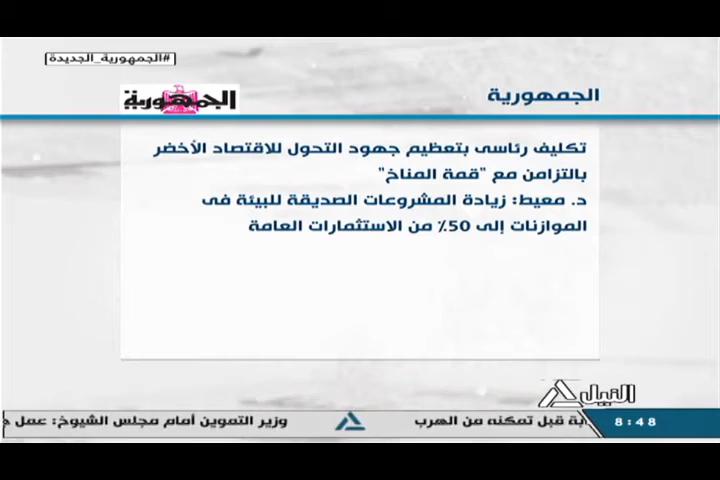 #الجمهورية_الجديدة
الجمهورية
الجمهورية
تكليف رئاسى بتعظيم جهود التحول للاقتصاد الأخضر
بالتزامن مع "قمة المناخ"
د. معيط: زيادة المشروعات الصديقة للبيئة فى
الموازنات إلى 50٪ من الاستثمارات العامة
النيل
8:48
قبل تمكنه من الهرب
وزير التموين أمام مجلس الشيوخ: عمل